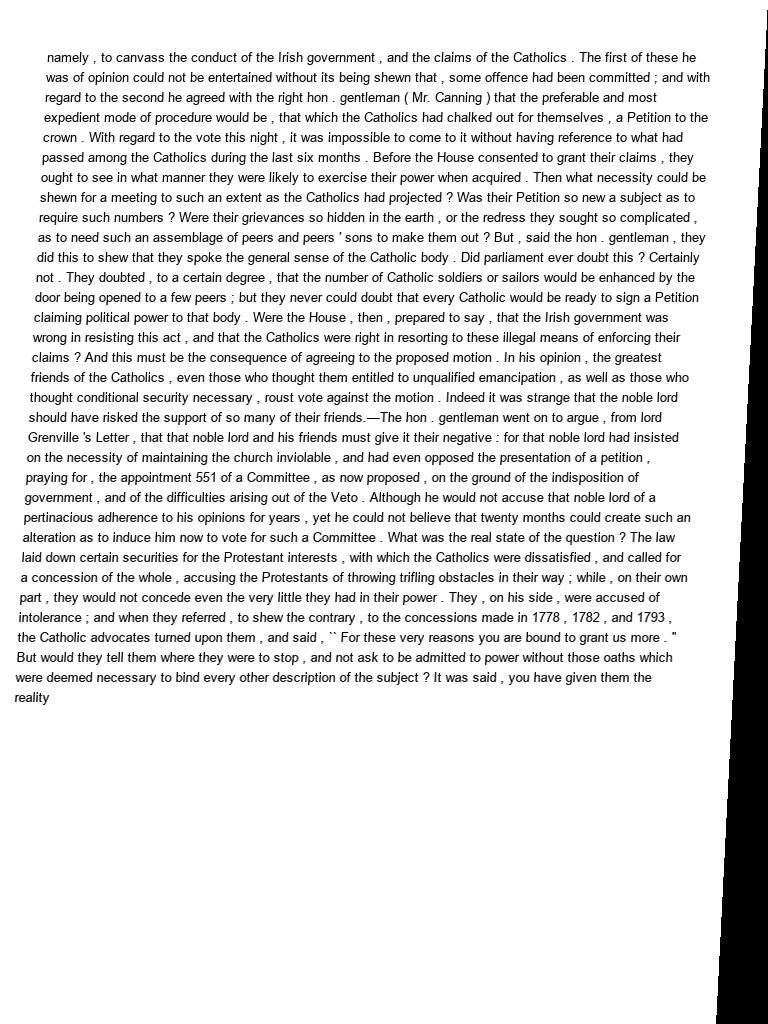 namely , to canvass the conduct of the Irish government , and the claims of the Catholics . The first of these he
was of opinion could not be entertained without its being shewn that , some offence had been committed ; and with
regard to the second he agreed with the right hon . gentleman ( Mr. Canning ) that the preferable and most
expedient mode of procedure would be , that which the Catholics had chalked out for themselves , a Petition to the
crown . With regard to the vote this night , it was impossible to come to it without having reference to what had
passed among the Catholics during the last six months . Before the House consented to grant their claims , they
ought to see in what manner they were likely to exercise their power when acquired . Then what necessity could be
shewn for a meeting to such an extent as the Catholics had projected ? Was their Petition so new a subject as to
require such numbers ? Were their grievances so hidden in the earth , or the redress they sought so complicated ,
as to need such an assemblage of peers and peers ' sons to make them out ? But , said the hon . gentleman , they
did this to shew that they spoke the general sense of the Catholic body . Did parliament ever doubt this ? Certainly
not . They doubted , to a certain degree , that the number of Catholic soldiers or sailors would be enhanced by the
door being opened to a few peers ; but they never could doubt that every Catholic would be ready to sign a Petition
claiming political power to that body . Were the House , then , prepared to say , that the Irish government was
wrong in resisting this act , and that the Catholics were right in resorting to these illegal means of enforcing their
claims ? And this must be the consequence of agreeing to the proposed motion . In his opinion , the greatest
friends of the Catholics , even those who thought them entitled to unqualified emancipation , as well as those who
thought conditional security necessary , roust vote against the motion . Indeed it was strange that the noble lord
should have risked the support of so many of their friends.—The hon . gentleman went on to argue , from lord
Grenville 's Letter , that that noble lord and his friends must give it their negative : for that noble lord had insisted
on the necessity of maintaining the church inviolable , and had even opposed the presentation of a petition ,
praying for , the appointment 551 of a Committee , as now proposed , on the ground of the indisposition of
government , and of the difficulties arising out of the Veto . Although he would not accuse that noble lord of a
pertinacious adherence to his opinions for years , yet he could not believe that twenty months could create such an
alteration as to induce him now to vote for such a Committee . What was the real state of the question ? The law
laid down certain securities for the Protestant interests , with which the Catholics were dissatisfied , and called for
a concession of the whole , accusing the Protestants of throwing trifling obstacles in their way ; while , on their own
part , they would not concede even the very little they had in their power . They , on his side , were accused of
intolerance ; and when they referred , to shew the contrary , to the concessions made in 1778 , 1782 , and 1793 ,
the Catholic advocates turned upon them , and said , `` For these very reasons you are bound to grant us more . "
But would they tell them where they were to stop , and not ask to be admitted to power without those oaths which
were deemed necessary to bind every other description of the subject ? It was said , you have given them the
reality